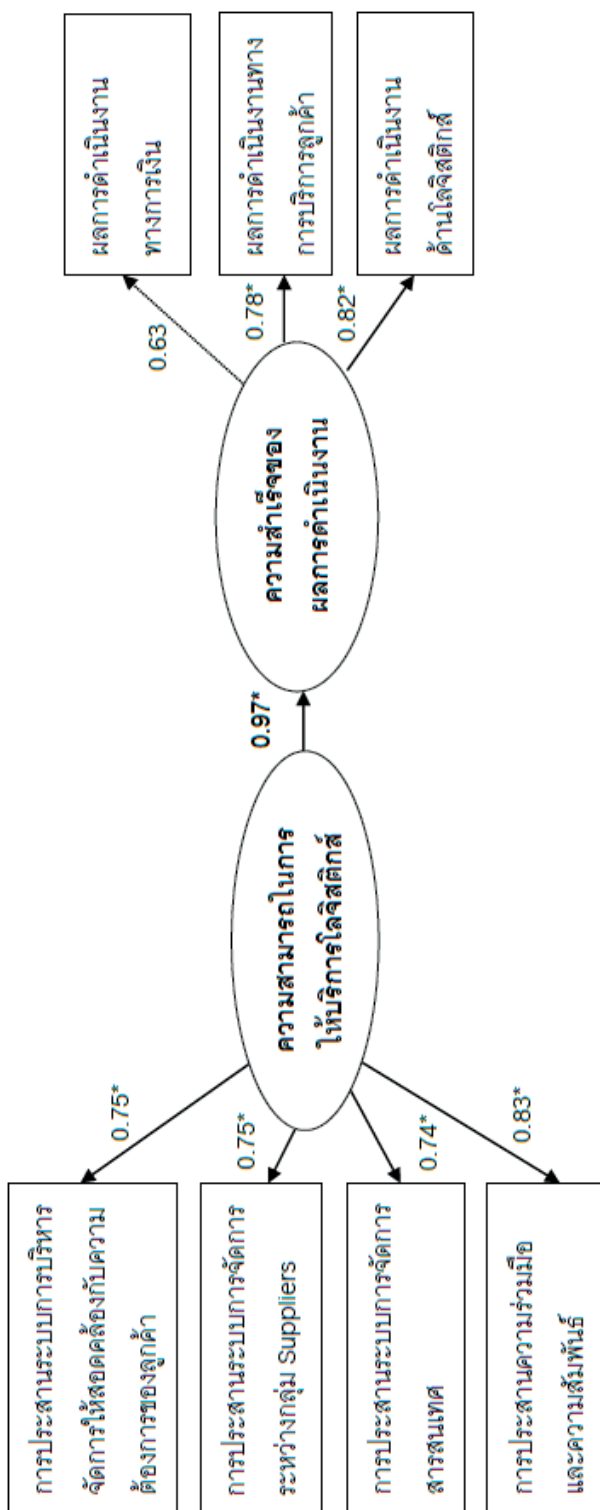 การประสานระบบการบริหาร
จัดการให้สอดคล้องกับความ
ต้องการของลูกค้า
การประสานระบบการจัดการ
ระหว่างกลุ่ม Suppliers
การประสานระบบการจัดการ
สารสนเทศ
การประสานความร่วมมือ
และความสัมพันธ์
0.75*
0.75*
0.74*
0.83*
ความสามารถในการ
ให้บริการโลจิสติกส์
0.97*
ความสำเร็จของ
ผลการดำเนินงาน
0.63
0.78*
0.82*
ผลการดำเนินงาน
ทางการเงิน
ผลการดำเนินงานทาง
การบริการลูกค้า
ผลการดำเนินงาน
ด้านโลจิสติกส์